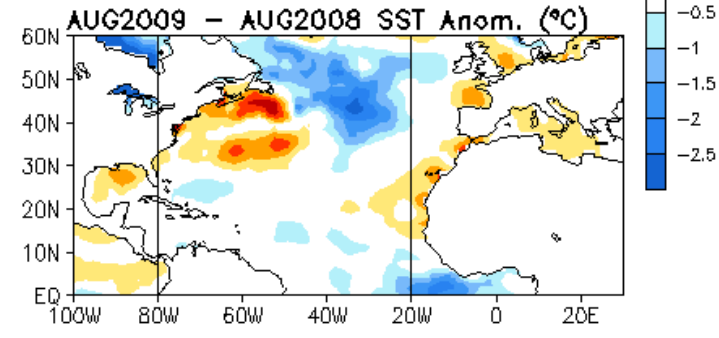 AUG2009 – AUG2008 SST Anom. (°C)
60N
50N
40N
30N
20N
10N
EQ
100W 80W 60W 40W 20W 0 20E
-0.5
-1
-1.5
-2
-2.5